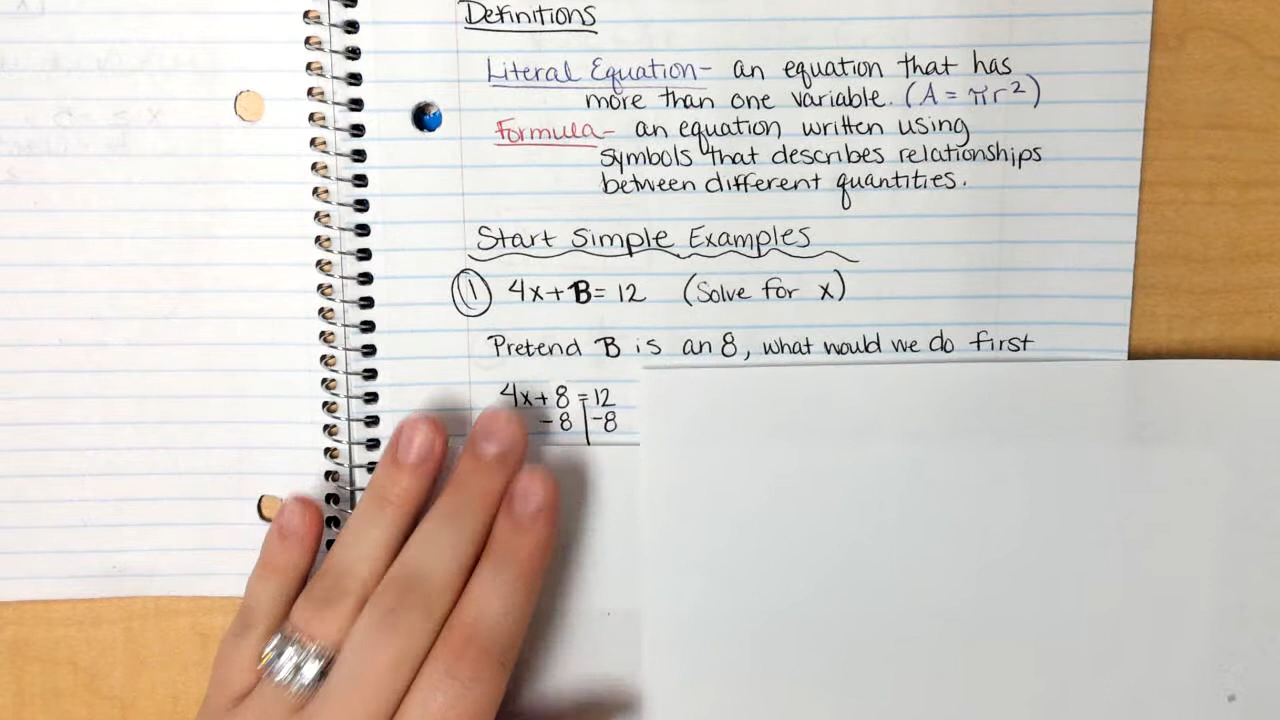 Definitions
Literal Equation- an equation that has
more than one variable. (A = πr²)
Formula- an equation written using
symbols that describes relationships
between different quantities.
Start Simple Examples
① 4x + B = 12 (Solve for x)
Pretend B is an 8, what would we do first
4x + 8 = 12
-8 | -8